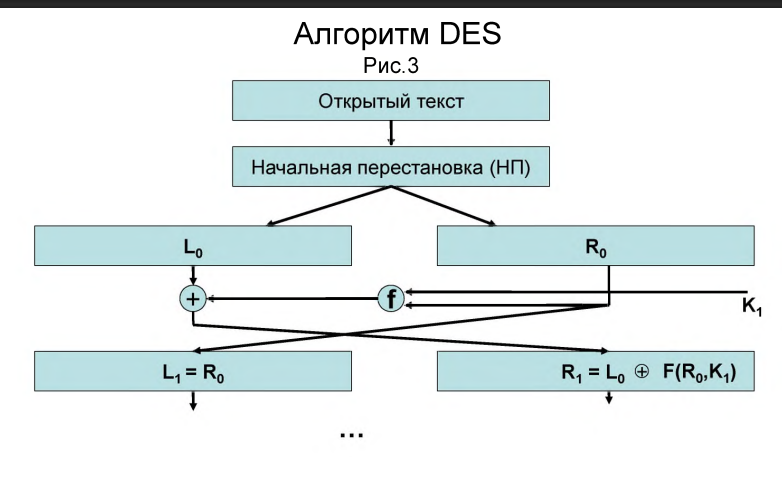 Алгоритм DES
Рис.3
Открытый текст
Начальная перестановка (НП)
L₀
R₀
+
f
K₁
L₁ = R₀
R₁ = L₀ ⊕ F(R₀,K₁)
...